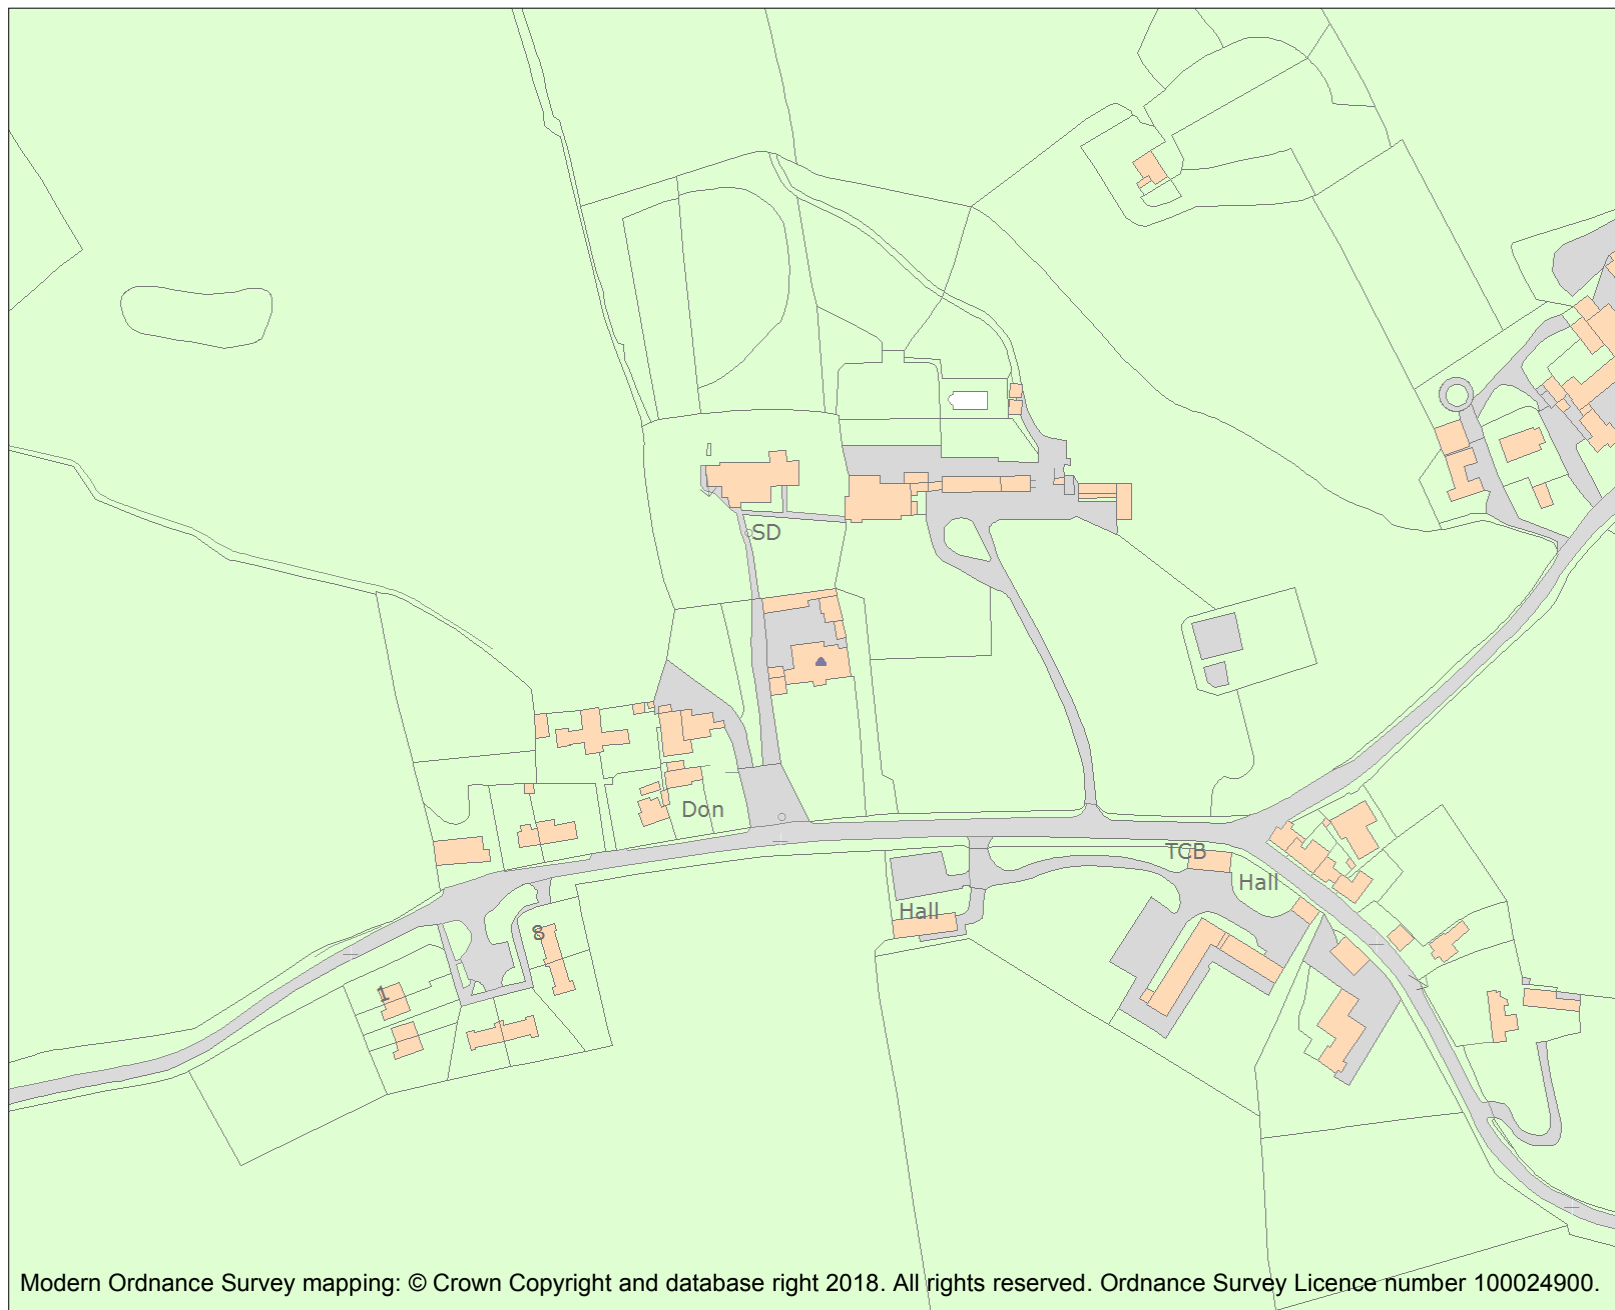 SD
Don
TCB
Hall
Hall
8
1
Modern Ordnance Survey mapping: © Crown Copyright and database right 2018. All rights reserved. Ordnance Survey Licence number 100024900.